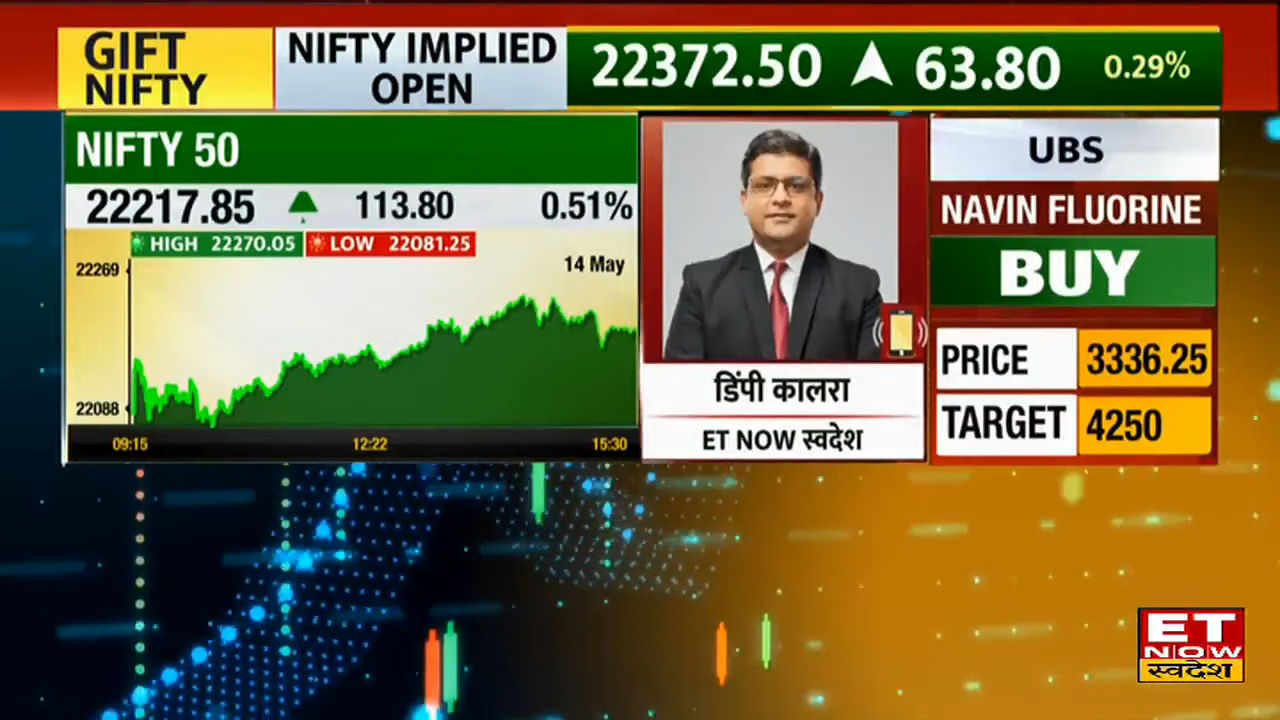 GIFT
NIFTY
NIFTY IMPLIED
OPEN
22372.50 63.80 0.29%
NIFTY 50
22217.85 113.80 0.51%
HIGH 22270.05 LOW 22081.25
14 May
22269
22088
09:15 12:22 15:30
डिंपी कालरा
ET NOW स्वदेश
UBS
NAVIN FLUORINE
BUY
PRICE 3336.25
TARGET 4250
ET
NOW
स्वदेश